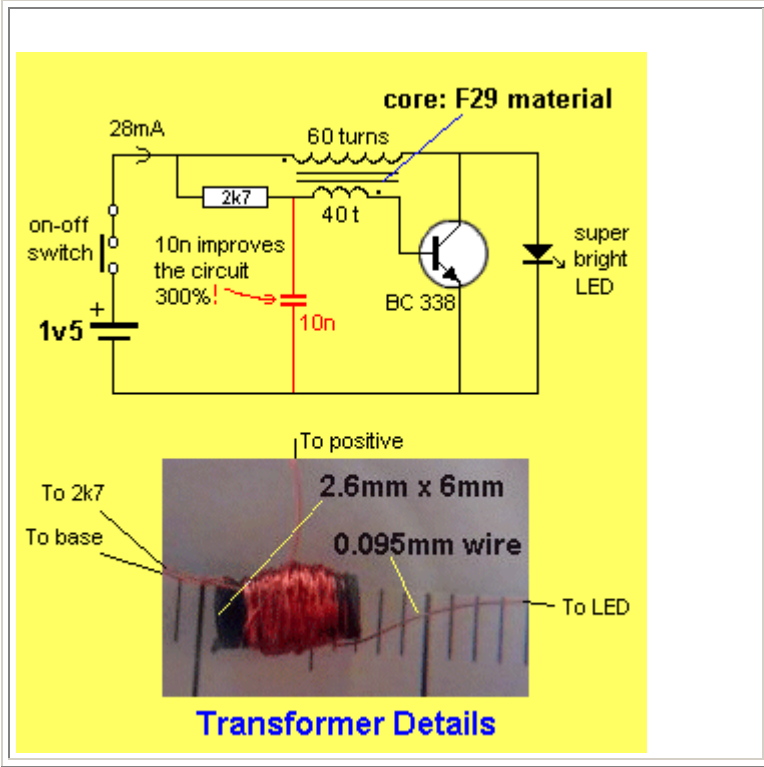 core: F29 material
28mA
60 turns
2k7
40t
on-off
switch
10n improves
the circuit
300%!
super
bright
LED
BC 338
+
1v5
10n
To positive
To 2k7
2.6mm x 6mm
To base
0.095mm wire
To LED
Transformer Details